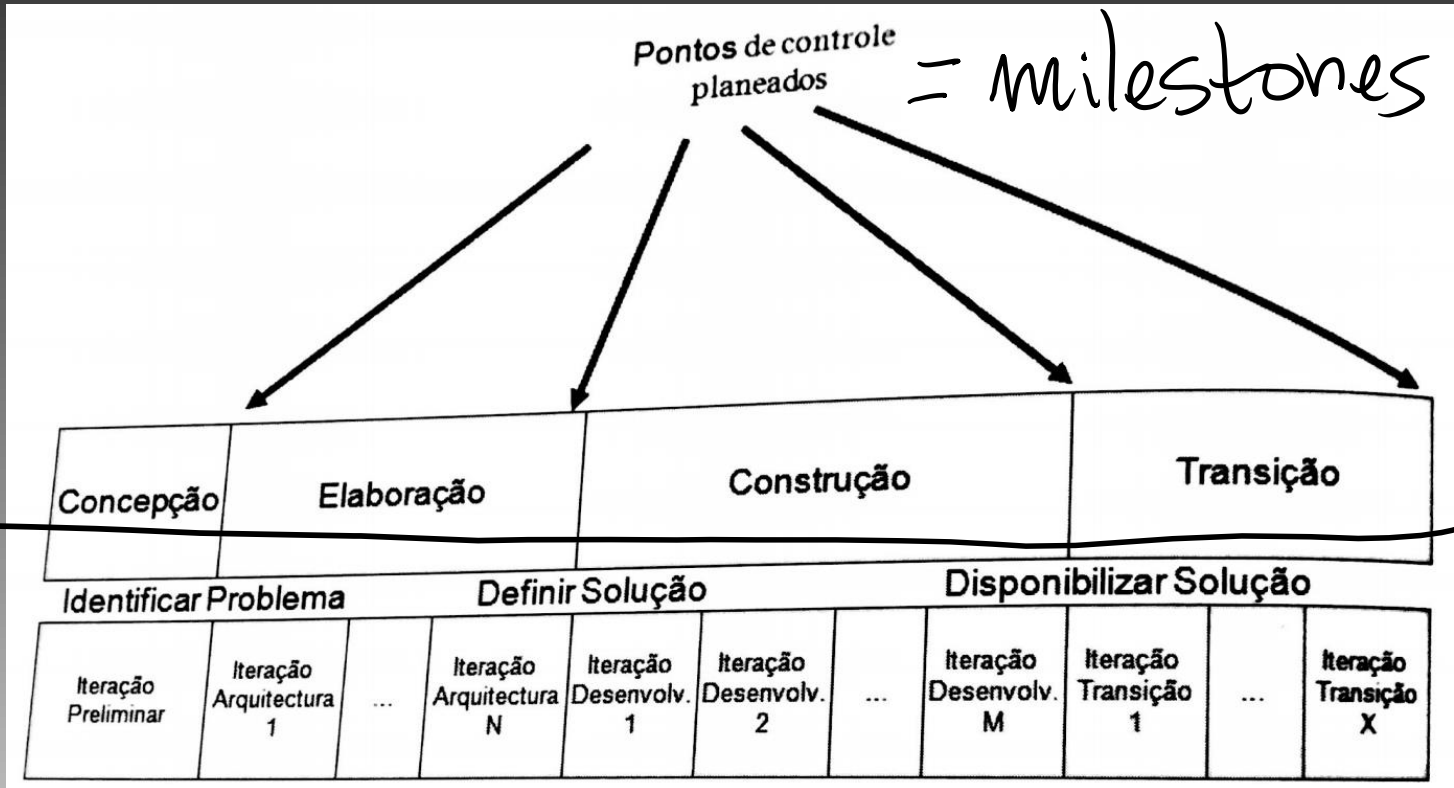 Pontos de controle
planeados
= milestones
Concepção
Elaboração
Construção
Transição
Identificar Problema
Definir Solução
Disponibilizar Solução
Iteração
Preliminar
Iteração
Arquitectura
1
...
Iteração
Arquitectura
N
Iteração
Desenvolv.
1
Iteração
Desenvolv.
2
...
Iteração
Desenvolv.
M
Iteração
Transição
1
...
Iteração
Transição
X